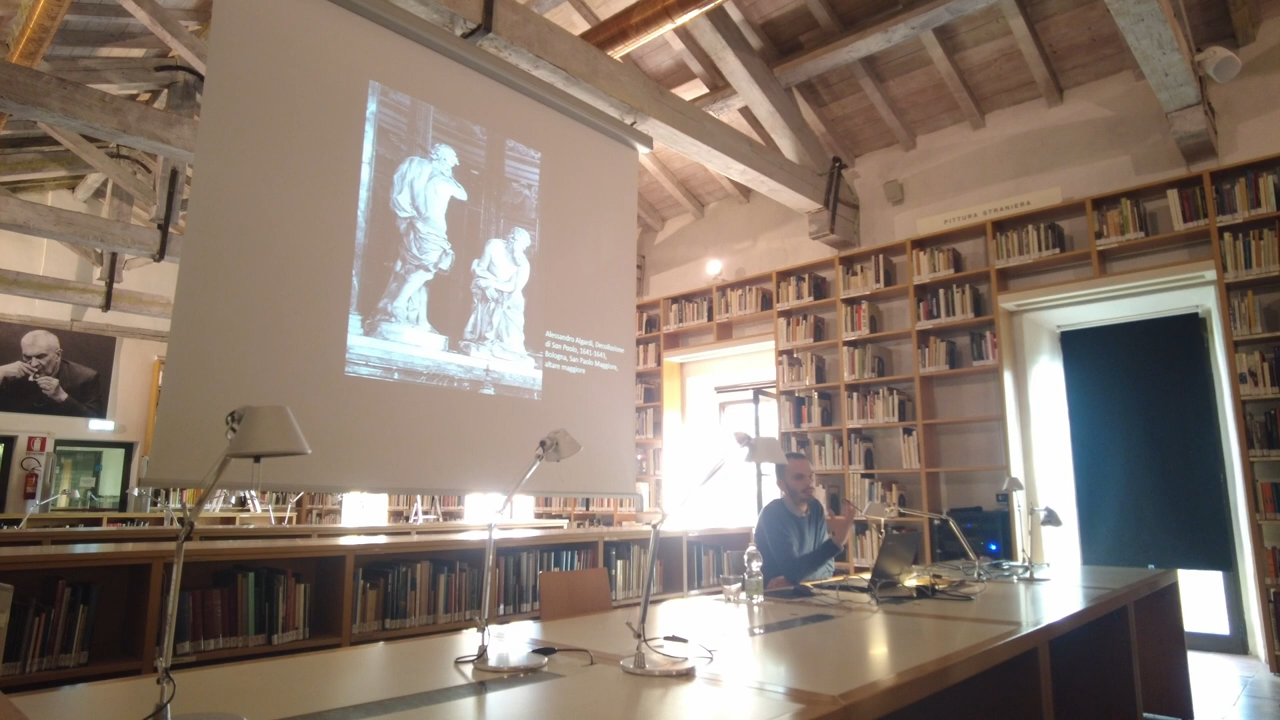 Alessandro Algardi, Decollazione
di San Paolo, 1641-1643,
Bologna, San Paolo Maggiore,
altare maggiore
PITTURA STRANIERA